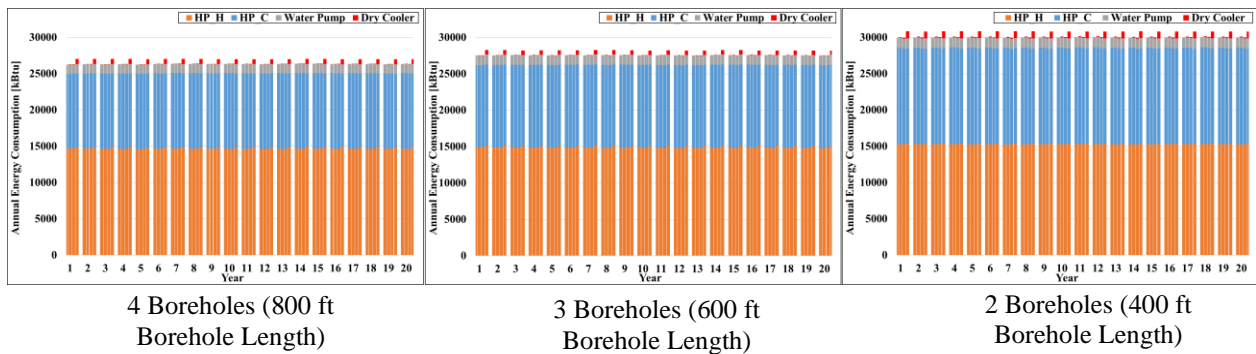 HP_H HP_C Water Pump Dry Cooler
30000
25000
20000
15000
10000
5000
0
Annual Energy Consumption [kBtu]
1 2 3 4 5 6 7 8 9 10 11 12 13 14 15 16 17 18 19 20
Year
4 Boreholes (800 ft
Borehole Length)
HP_H HP_C Water Pump Dry Cooler
30000
25000
20000
15000
10000
5000
0
Annual Energy Consumption [kBtu]
1 2 3 4 5 6 7 8 9 10 11 12 13 14 15 16 17 18 19 20
Year
3 Boreholes (600 ft
Borehole Length)
HP_H HP_C Water Pump Dry Cooler
30000
25000
20000
15000
10000
5000
0
Annual Energy Consumption [kBtu]
1 2 3 4 5 6 7 8 9 10 11 12 13 14 15 16 17 18 19 20
Year
2 Boreholes (400 ft
Borehole Length)